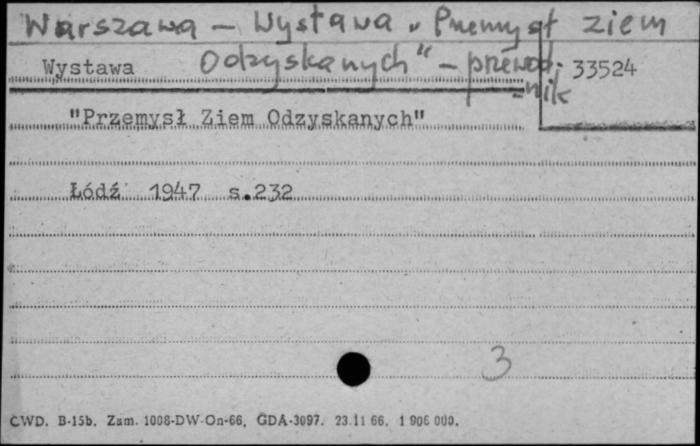 Warszawa - Wystawa „Przemysł ziem
Odzyskanych" - przewod-
-nik
Wystawa 33524
"Przemysł Ziem Odzyskanych"
Łódź 1947 s.232
3
CWD. B-15b. Zam. 1008-DW-On-66. GDA-3097. 23.11 66. 1 906 000.